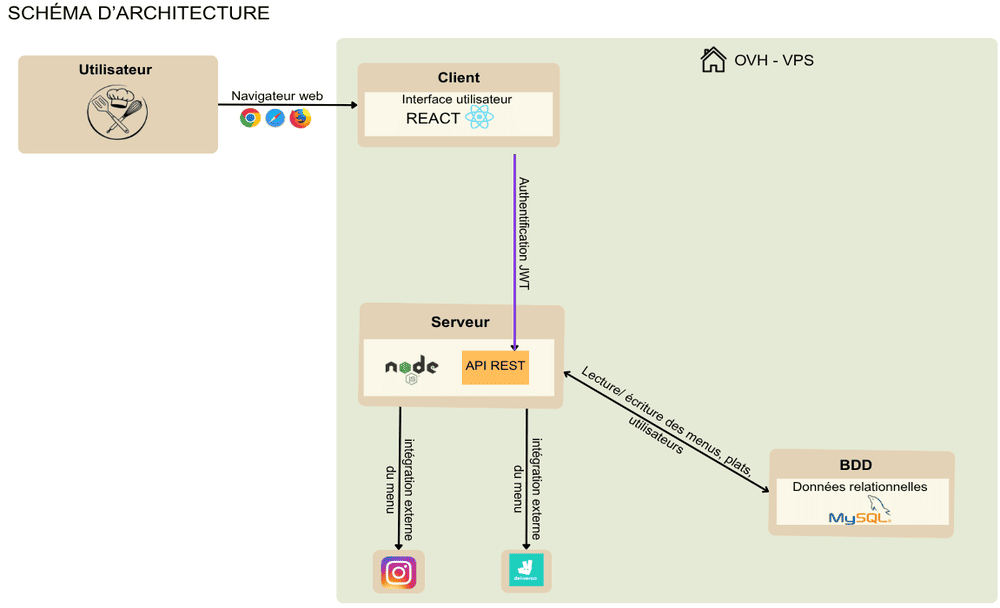 SCHÉMA D’ARCHITECTURE
OVH - VPS
Utilisateur
Navigateur web
Client
Interface utilisateur
REACT
Authentification JWT
Serveur
node
JS
API REST
Lecture/ écriture des menus, plats,
utilisateurs
BDD
Données relationnelles
MySQL
intégration externe
du menu
intégration externe
du menu
deliveroo